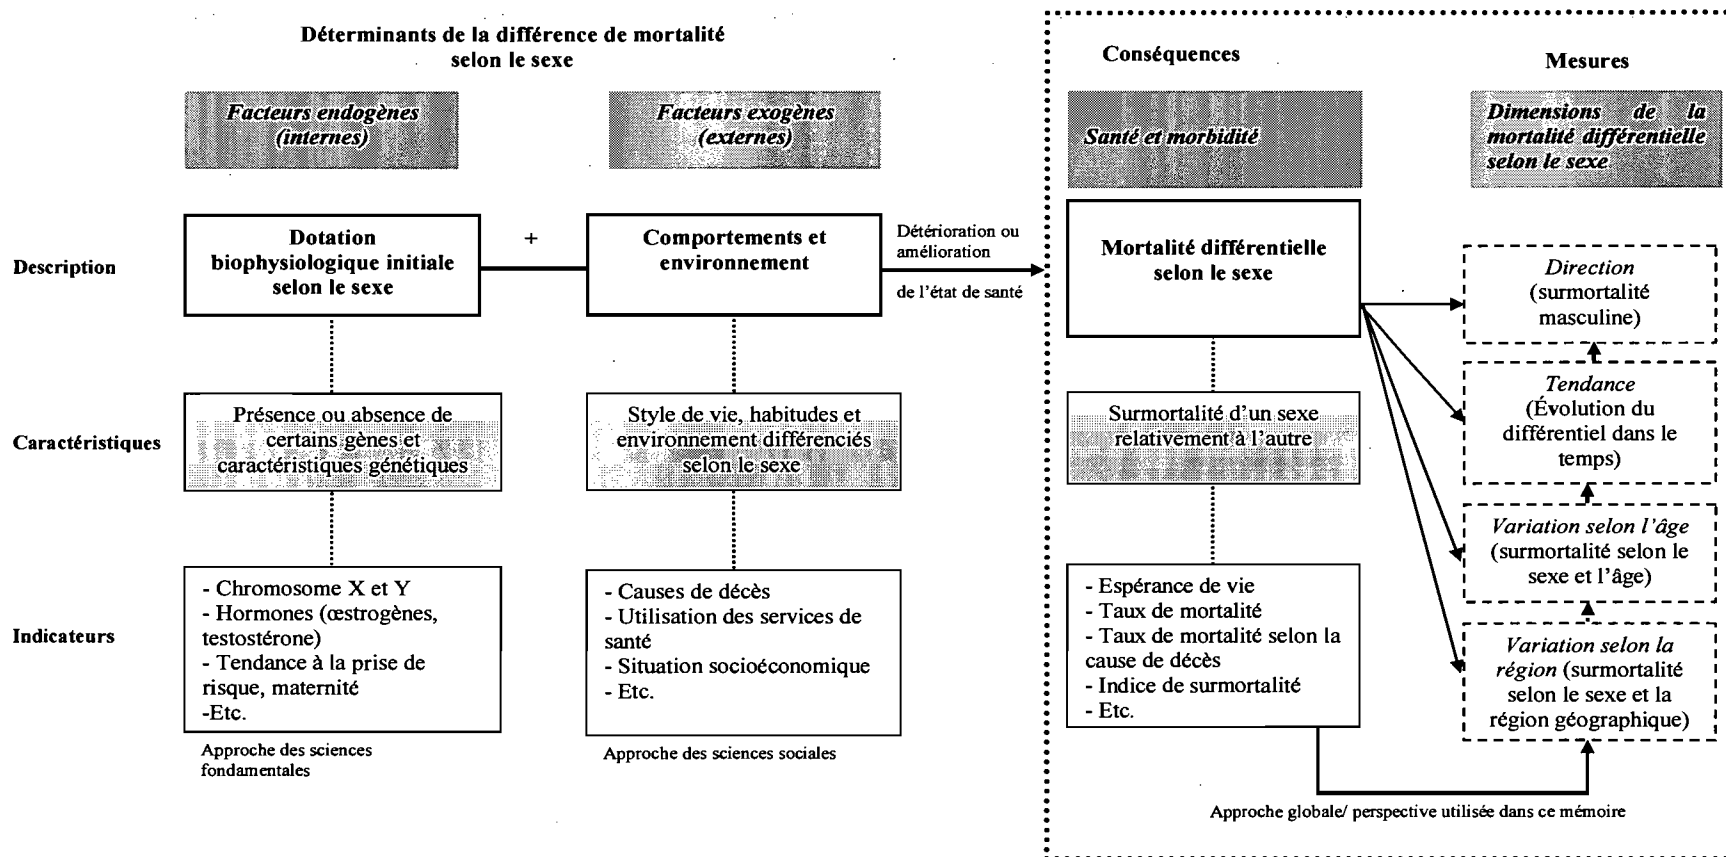 Déterminants de la différence de mortalité
selon le sexe
Conséquences
Mesures
Facteurs endogènes
(internes)
Facteurs exogènes
(externes)
Santé et morbidité
Dimensions de la
mortalité différentielle
selon le sexe
Description
Dotation
biophysiologique initiale
selon le sexe
+
Comportements et
environnement
Détérioration ou
amélioration
de l'état de santé
Mortalité différentielle
selon le sexe
Direction
(surmortalité
masculine)
Caractéristiques
Présence ou absence de
certains gènes et
caractéristiques génétiques
Style de vie, habitudes et
environnement différenciés
selon le sexe
Surmortalité d'un sexe
relativement à l'autre
Tendance
(Évolution du
différentiel dans le
temps)
Variation selon l'âge
(surmortalité selon le
sexe et l'âge)
Indicateurs
- Chromosome X et Y
- Hormones (œstrogènes,
testostérone)
- Tendance à la prise de
risque, maternité
-Etc.
- Causes de décès
- Utilisation des services de
santé
- Situation socioéconomique
- Etc.
- Espérance de vie
- Taux de mortalité
- Taux de mortalité selon la
cause de décès
- Indice de surmortalité
- Etc.
Variation selon la
région (surmortalité
selon le sexe et la
région géographique)
Approche des sciences
fondamentales
Approche des sciences sociales
Approche globale/ perspective utilisée dans ce mémoire